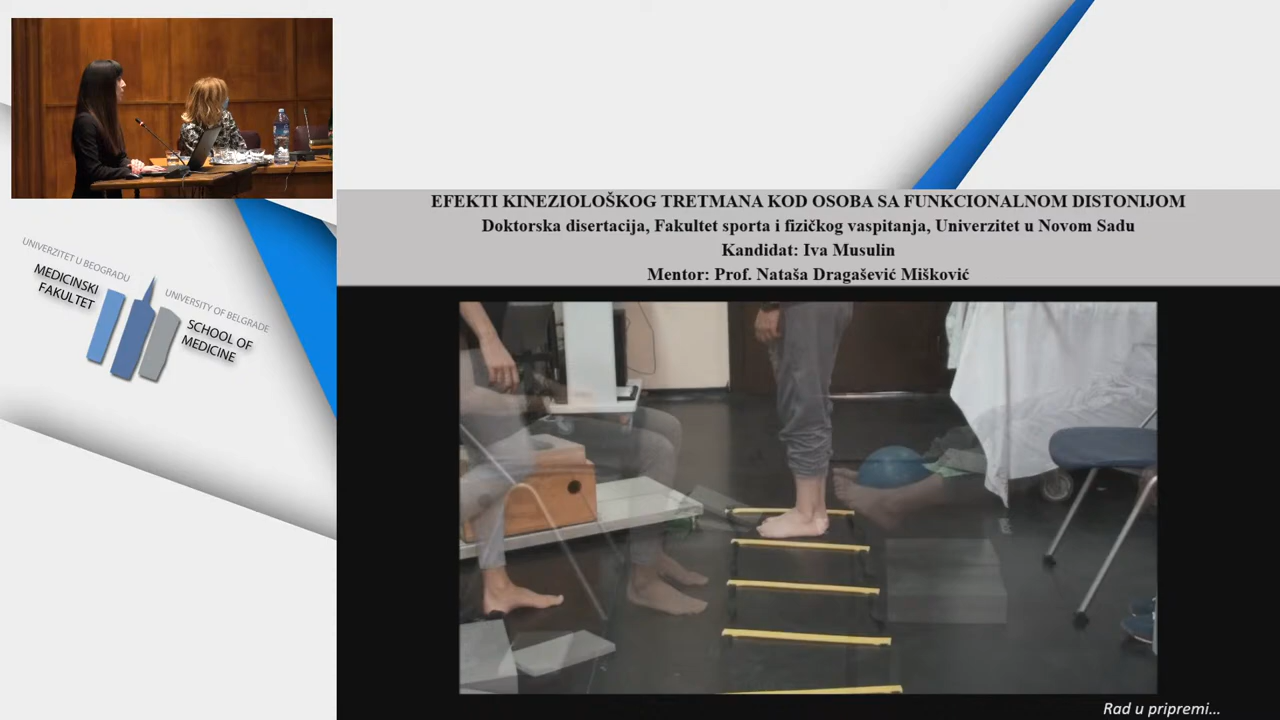 UNIVERZITET U BEOGRADU
MEDICINSKI
FAKULTET
UNIVERSITY OF BELGRADE
SCHOOL OF
MEDICINE
EFEKTI KINEZIOLOŠKOG TRETMANA KOD OSOBA SA FUNKCIONALNOM DISTONIJOM
Doktorska disertacija, Fakultet sporta i fizičkog vaspitanja, Univerzitet u Novom Sadu
Kandidat: Iva Musulin
Mentor: Prof. Nataša Dragašević Mišković
Rad u pripremi...